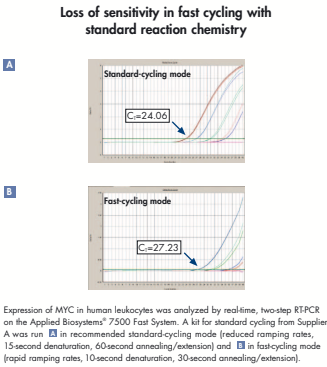 Loss of sensitivity in fast cycling with
standard reaction chemistry
A
Standard-cycling mode
CT=24.06
B
Fast-cycling mode
CT=27.23
Expression of MYC in human leukocytes was analyzed by real-time, two-step RT-PCR
on the Applied Biosystems® 7500 Fast System. A kit for standard cycling from Supplier
A was run A in recommended standard-cycling mode (reduced ramping rates,
15-second denaturation, 60-second annealing/extension) and B in fast-cycling mode
(rapid ramping rates, 10-second denaturation, 30-second annealing/extension).